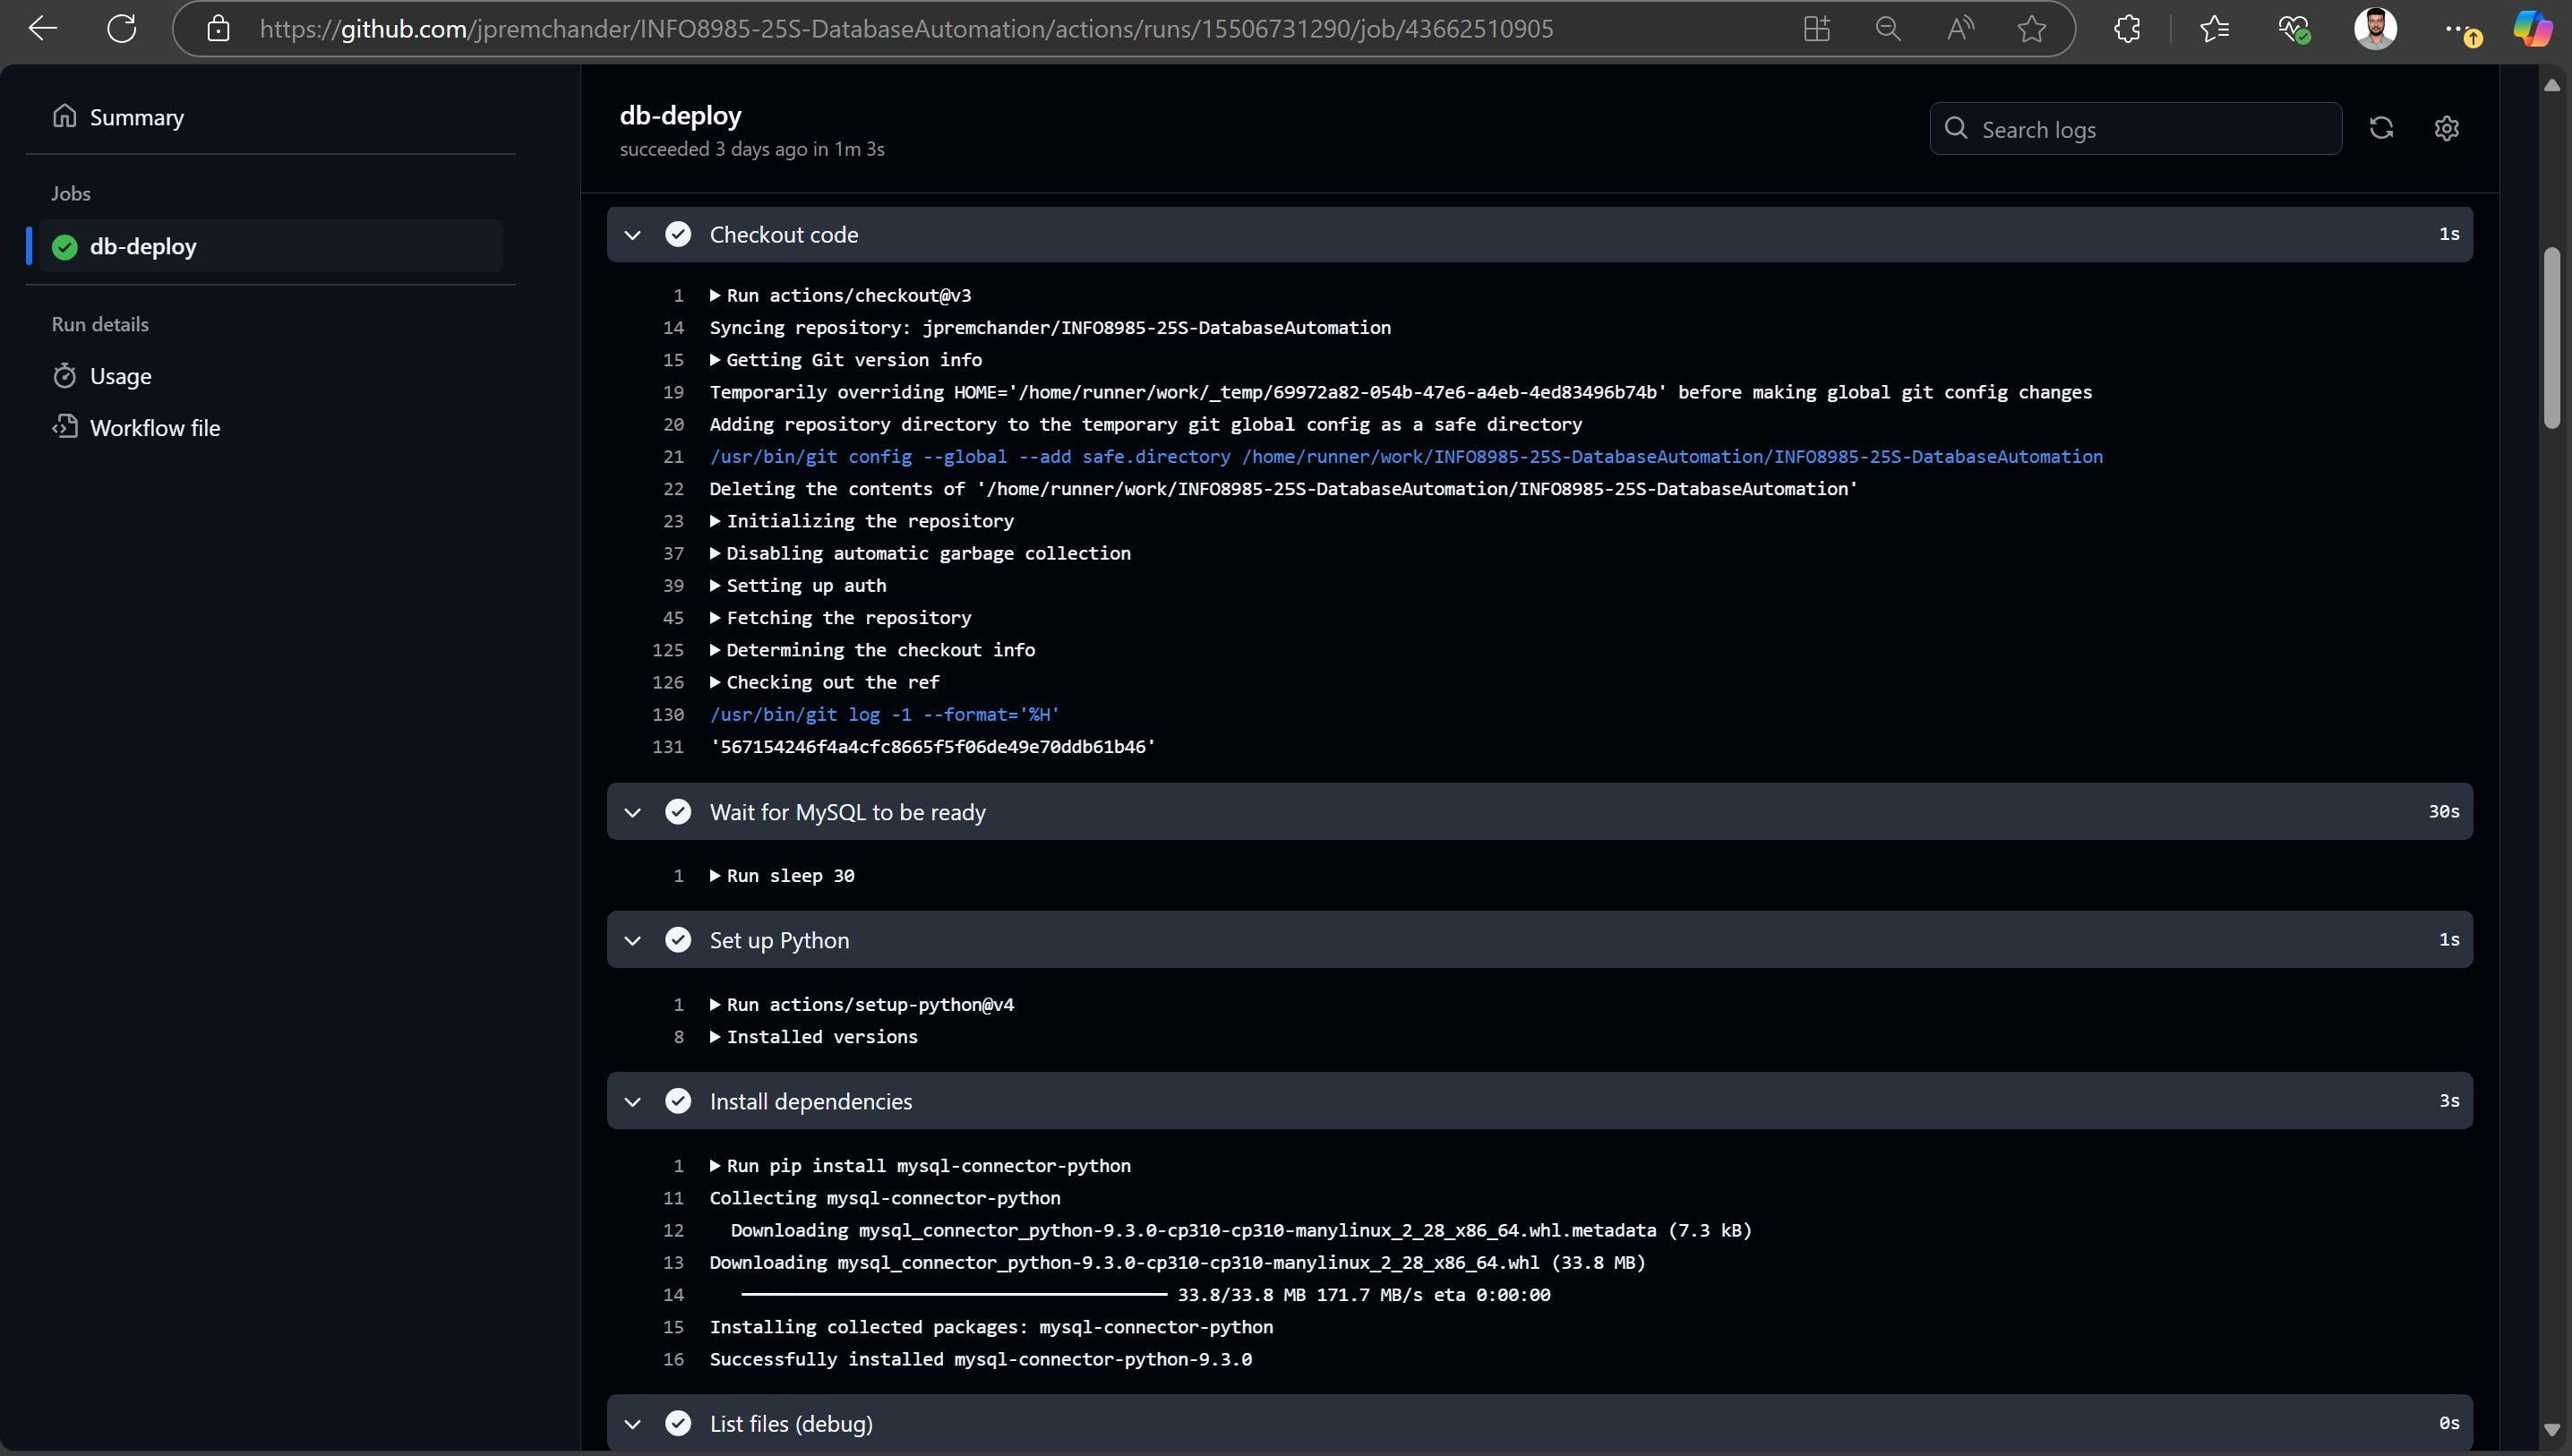 https://github.com/jpremchander/INFO8985-25S-DatabaseAutomation/actions/runs/15506731290/job/43662510905
Summary
Jobs
db-deploy
Run details
Usage
Workflow file
db-deploy
succeeded 3 days ago in 1m 3s
Search logs
Checkout code 1s
1 Run actions/checkout@v3
14 Syncing repository: jpremchander/INFO8985-25S-DatabaseAutomation
15 Getting Git version info
19 Temporarily overriding HOME='/home/runner/work/_temp/69972a82-054b-47e6-a4eb-4ed83496b74b' before making global git config changes
20 Adding repository directory to the temporary git global config as a safe directory
21 /usr/bin/git config --global --add safe.directory /home/runner/work/INFO8985-25S-DatabaseAutomation/INFO8985-25S-DatabaseAutomation
22 Deleting the contents of '/home/runner/work/INFO8985-25S-DatabaseAutomation/INFO8985-25S-DatabaseAutomation'
23 Initializing the repository
37 Disabling automatic garbage collection
39 Setting up auth
45 Fetching the repository
125 Determining the checkout info
126 Checking out the ref
130 /usr/bin/git log -1 --format='%H'
131 '567154246f4a4cfc8665f5f06de49e70ddb61b46'
Wait for MySQL to be ready 30s
1 Run sleep 30
Set up Python 1s
1 Run actions/setup-python@v4
8 Installed versions
Install dependencies 3s
1 Run pip install mysql-connector-python
11 Collecting mysql-connector-python
12 Downloading mysql_connector_python-9.3.0-cp310-cp310-manylinux_2_28_x86_64.whl.metadata (7.3 kB)
13 Downloading mysql_connector_python-9.3.0-cp310-cp310-manylinux_2_28_x86_64.whl (33.8 MB)
14 33.8/33.8 MB 171.7 MB/s eta 0:00:00
15 Installing collected packages: mysql-connector-python
16 Successfully installed mysql-connector-python-9.3.0
List files (debug) 0s